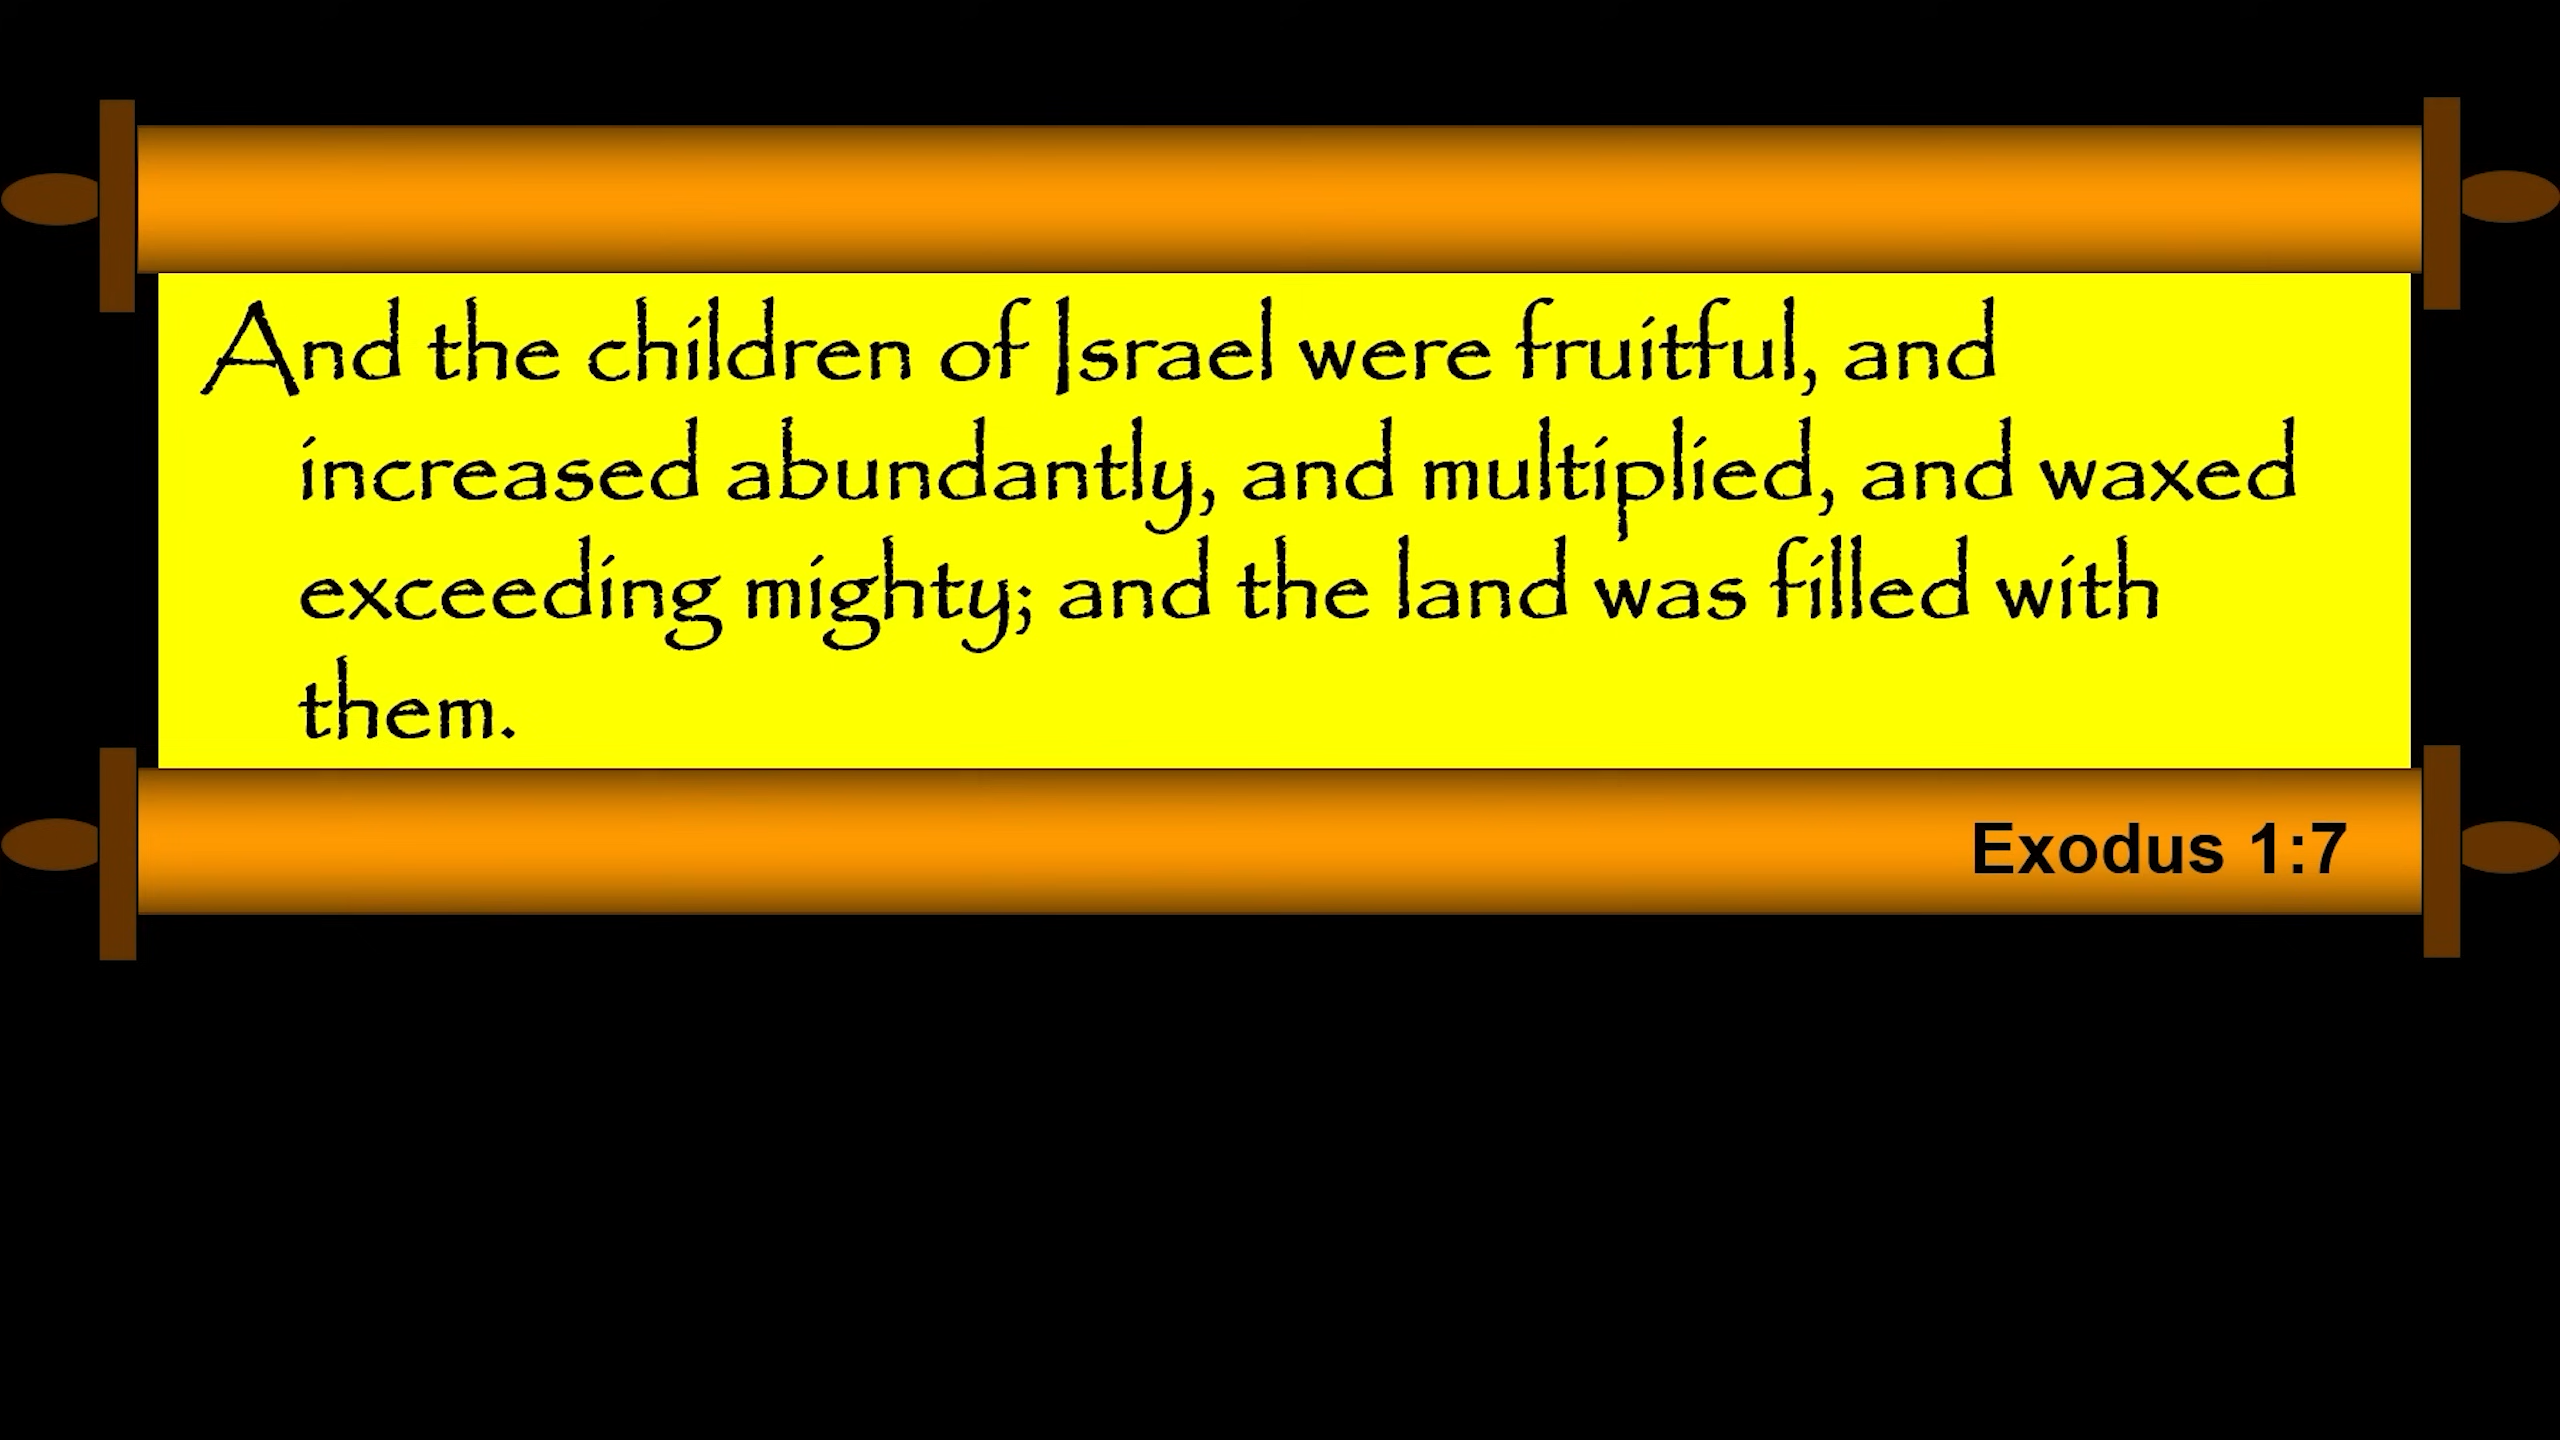 And the children of Israel were fruitful, and
increased abundantly, and multiplied, and waxed
exceeding mighty; and the land was filled with
them.
Exodus 1:7